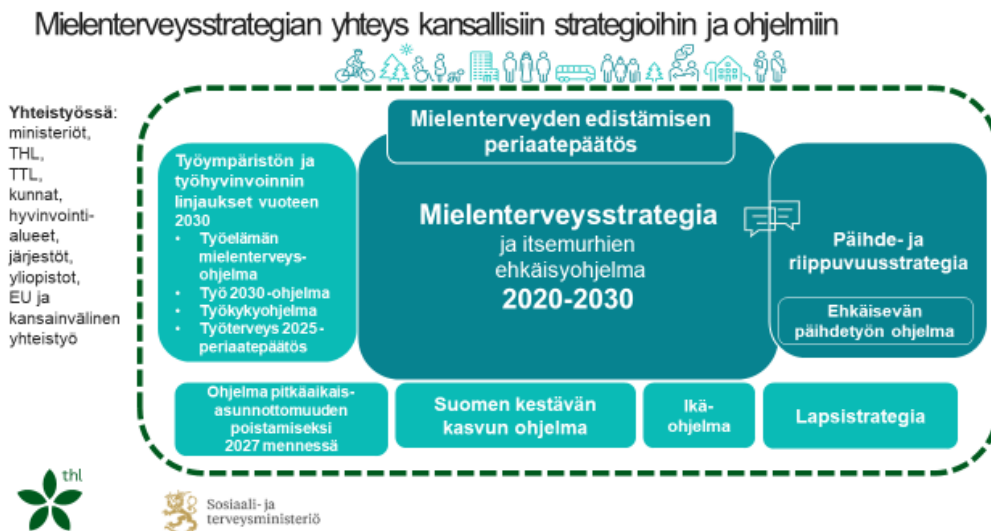 Mielenterveysstrategian yhteys kansallisiin strategioihin ja ohjelmiin
Yhteistyössä:
ministeriöt,
THL,
TTL,
kunnat,
hyvinvointi-
alueet,
järjestöt,
yliopistot,
EU ja
kansainvälinen
yhteistyö
Mielenterveyden edistämisen
periaatepäätös
Työympäristön ja
työhyvinvoinnin
linjaukset vuoteen
2030
• Työelämän
mielenterveys-
ohjelma
• Työ 2030-ohjelma
• Työkykyohjelma
• Työterveys 2025-
periaatepäätös
Mielenterveysstrategia
ja itsemurhien
ehkäisyohjelma
2020-2030
Päihde- ja
riippuvuusstrategia
Ehkäisevän
päihdetyön ohjelma
Ohjelma pitkäaikais-
asunnottomuuden
poistamiseksi
2027 mennessä
Suomen kestävän
kasvun ohjelma
Ikä-
ohjelma
Lapsistrategia
thl
Sosiaali- ja
terveysministeriö